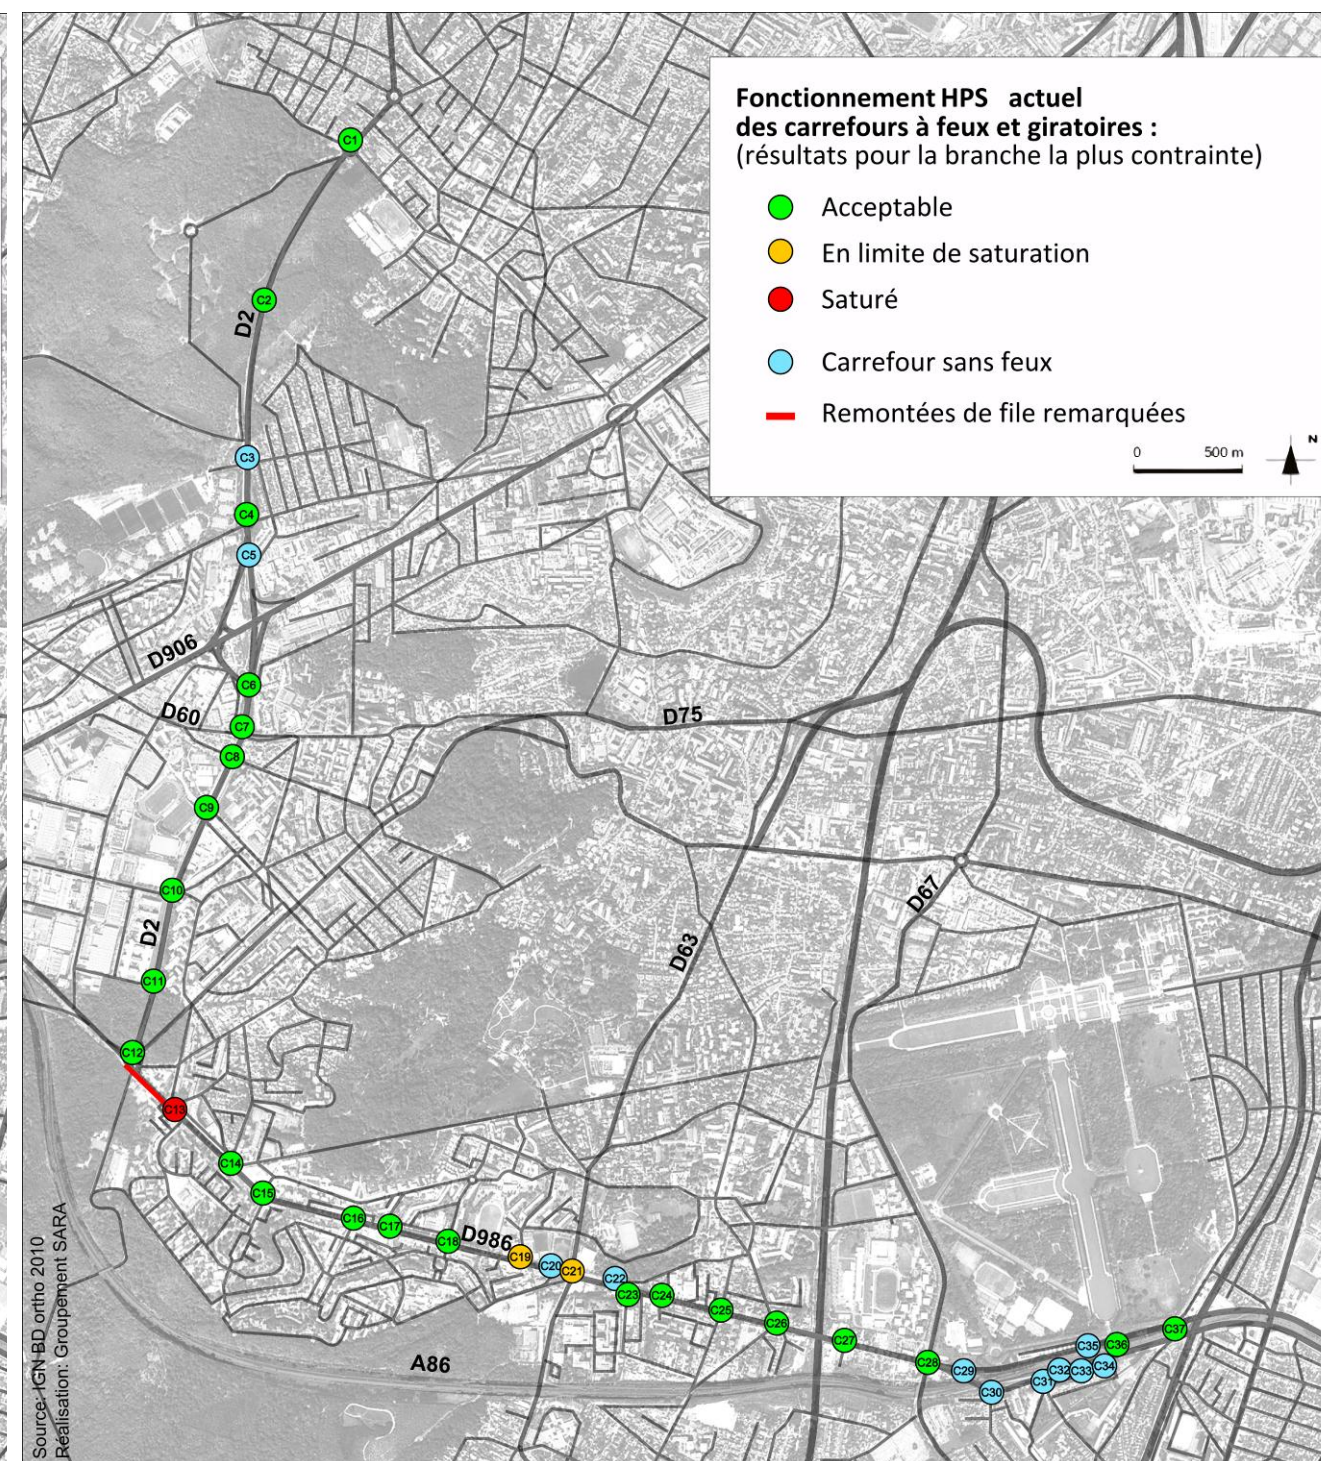 Fonctionnement HPS actuel
des carrefours à feux et giratoires :
(résultats pour la branche la plus contrainte)
Acceptable
En limite de saturation
Saturé
Carrefour sans feux
Remontées de file remarquées
0 500 m
N
C1
C2
D2
C3
C4
C5
D906
C6
D60
C7
D75
C8
C9
C10
D67
D2
D63
C11
C12
C13
C14
C15
C16
C17
C18
D986
C19
C20
C21
C22
C23
C24
C25
C26
C27
C28
C29
C30
C31
C32
C33
C34
C35
C36
C37
A86
Source: IGN BD ortho 2010
Réalisation: Groupement SARA